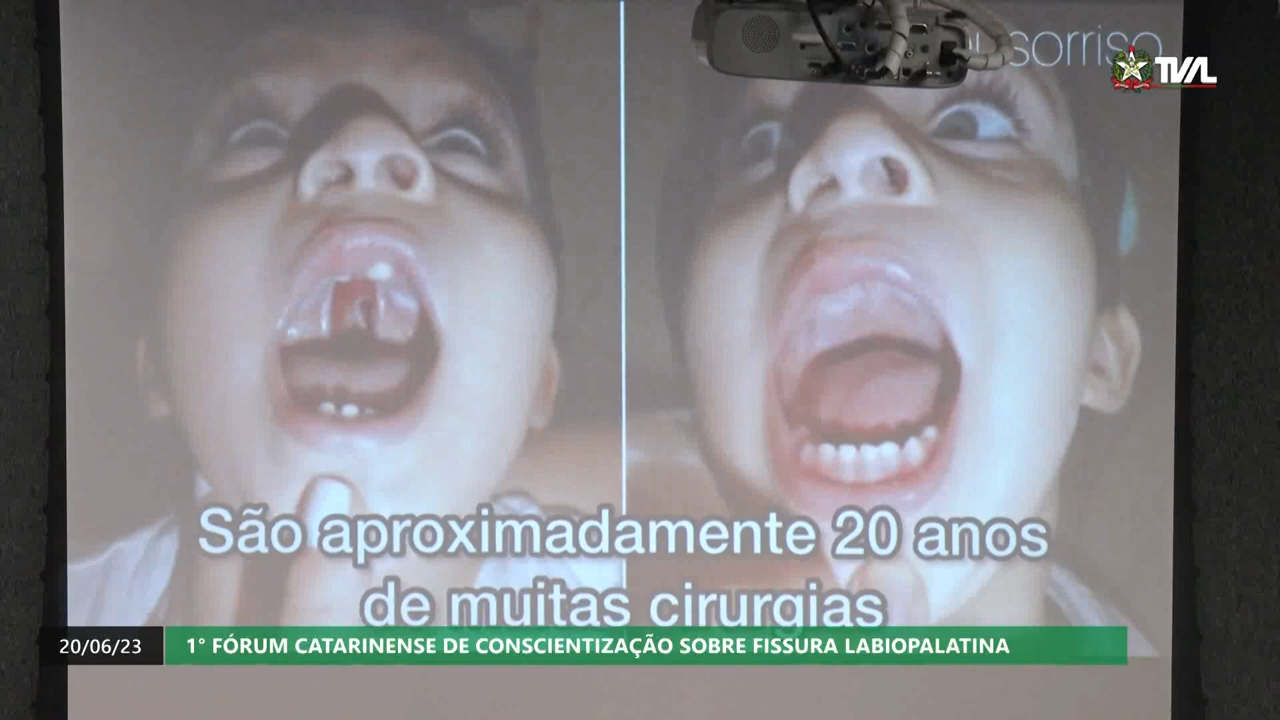 sorriso
TVAL
São aproximadamente 20 anos
de muitas cirurgias
20/06/23
1° FÓRUM CATARINENSE DE CONSCIENTIZAÇÃO SOBRE FISSURA LABIOPALATINA